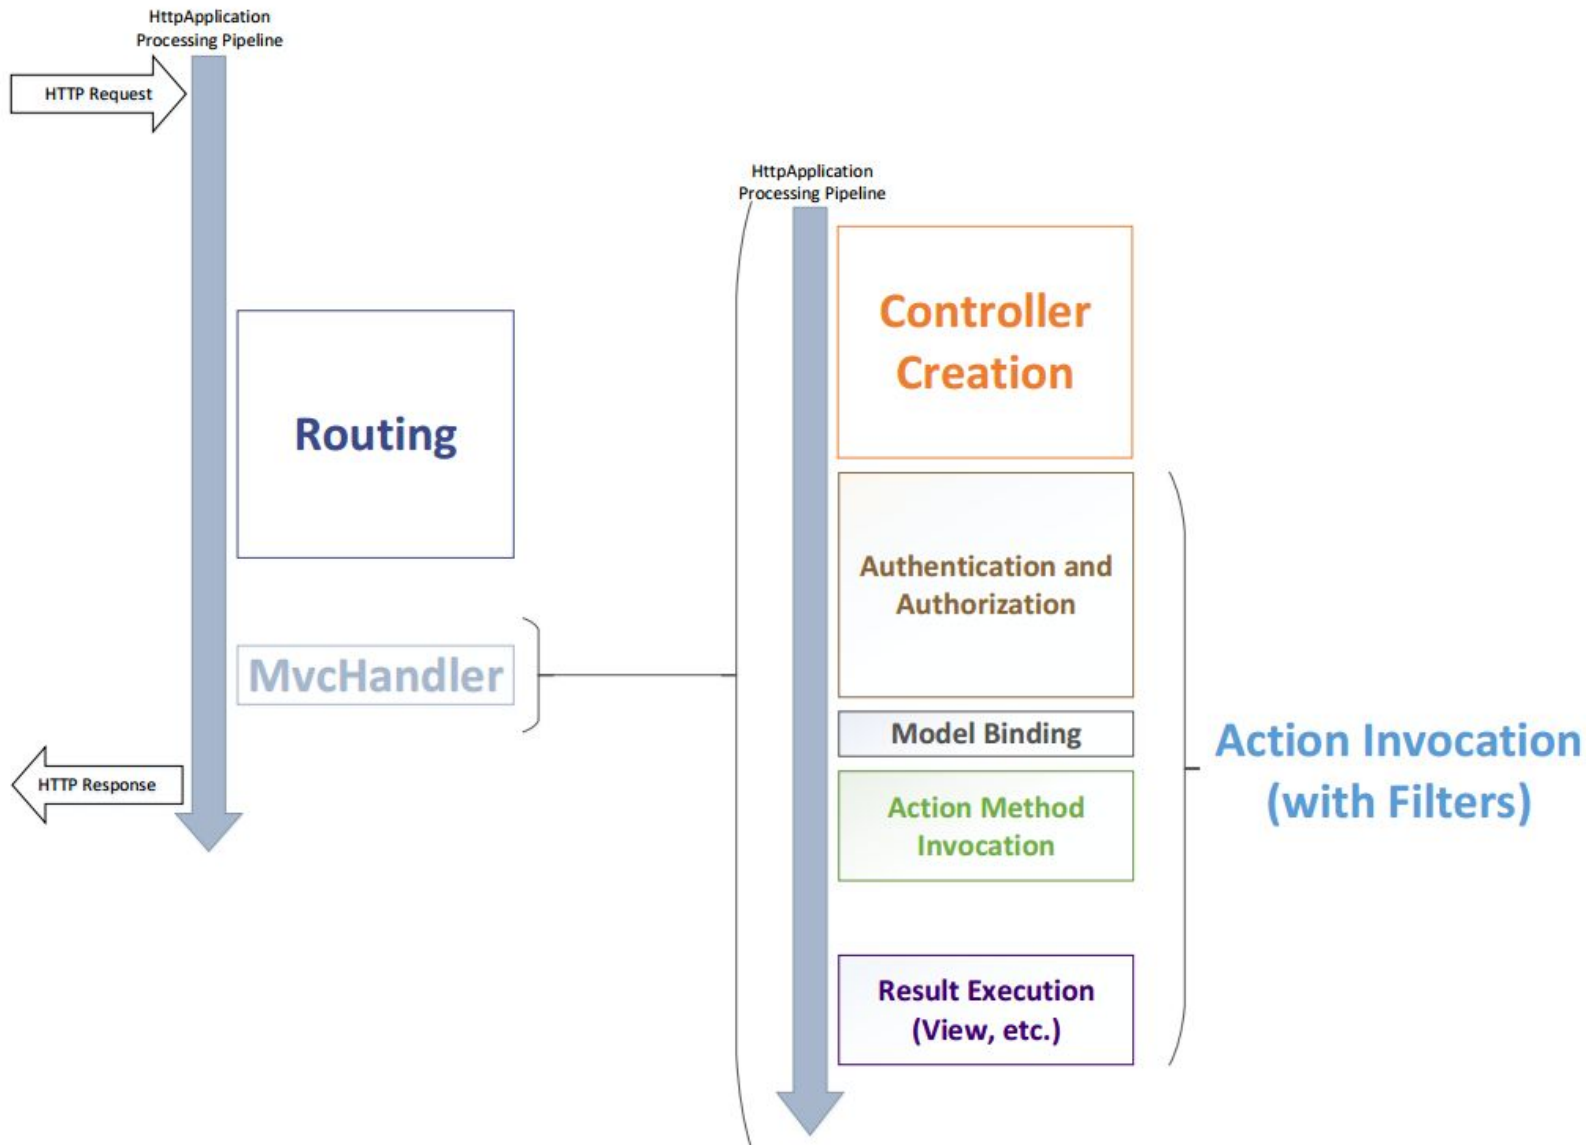 HttpApplication
Processing Pipeline
HTTP Request
Routing
MvcHandler
HTTP Response
HttpApplication
Processing Pipeline
Controller
Creation
Authentication and
Authorization
Model Binding
Action Method
Invocation
Result Execution
(View, etc.)
Action Invocation
(with Filters)